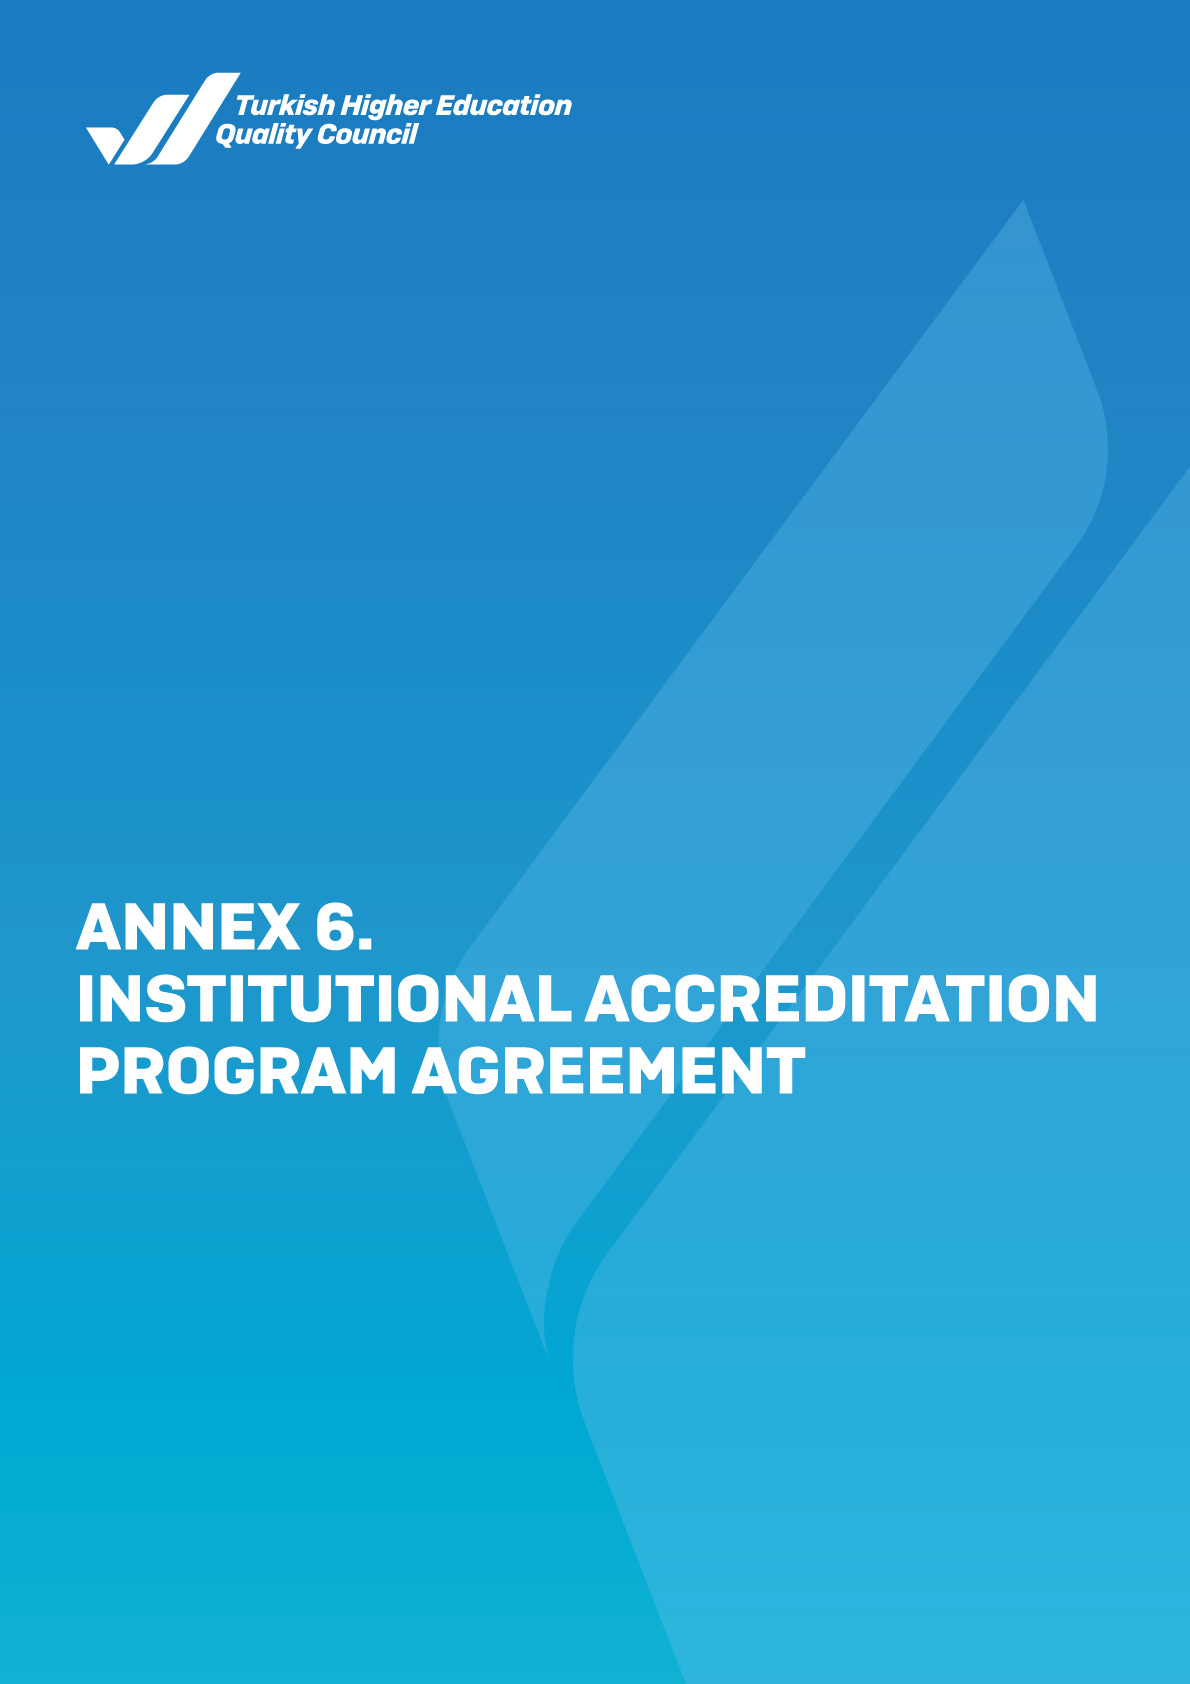 Turkish Higher Education
Quality Council
ANNEX 6.
INSTITUTIONAL ACCREDITATION
PROGRAM AGREEMENT